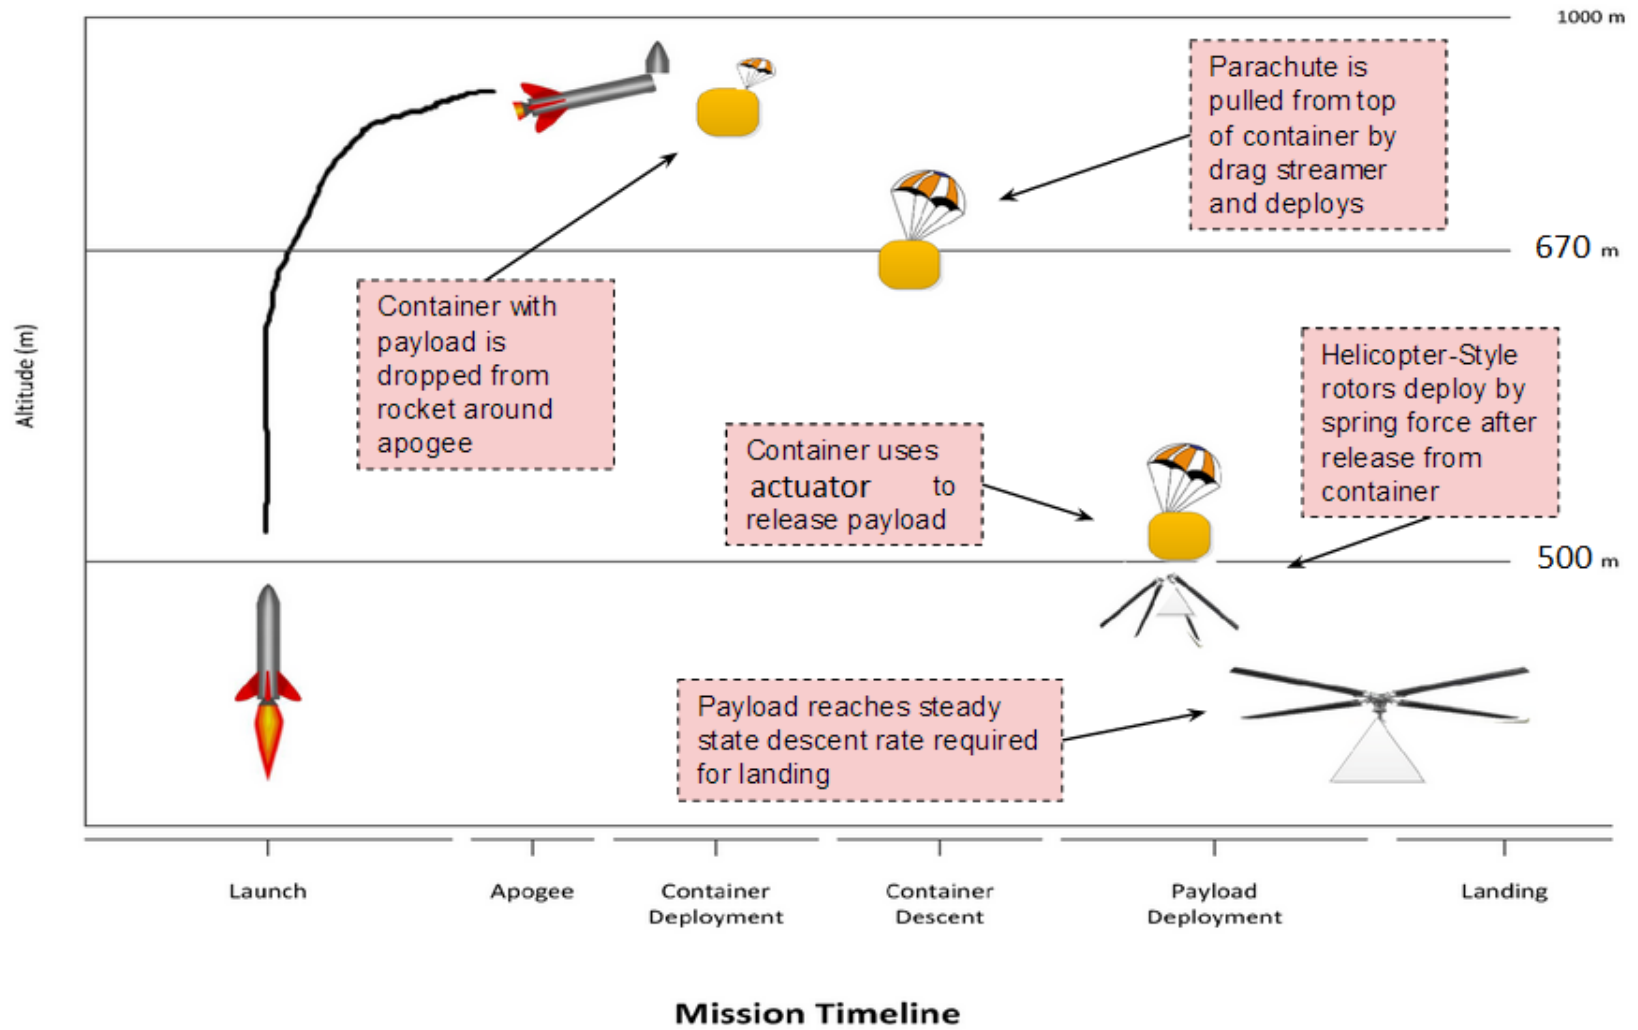 1000 m
Parachute is
pulled from top
of container by
drag streamer
and deploys
670 m
Container with
payload is
dropped from
rocket around
apogee
Altitude (m)
Helicopter-Style
rotors deploy by
spring force after
release from
container
Container uses
actuator to
release payload
500 m
Payload reaches steady
state descent rate required
for landing
Launch
Apogee
Container
Deployment
Container
Descent
Payload
Deployment
Landing
Mission Timeline